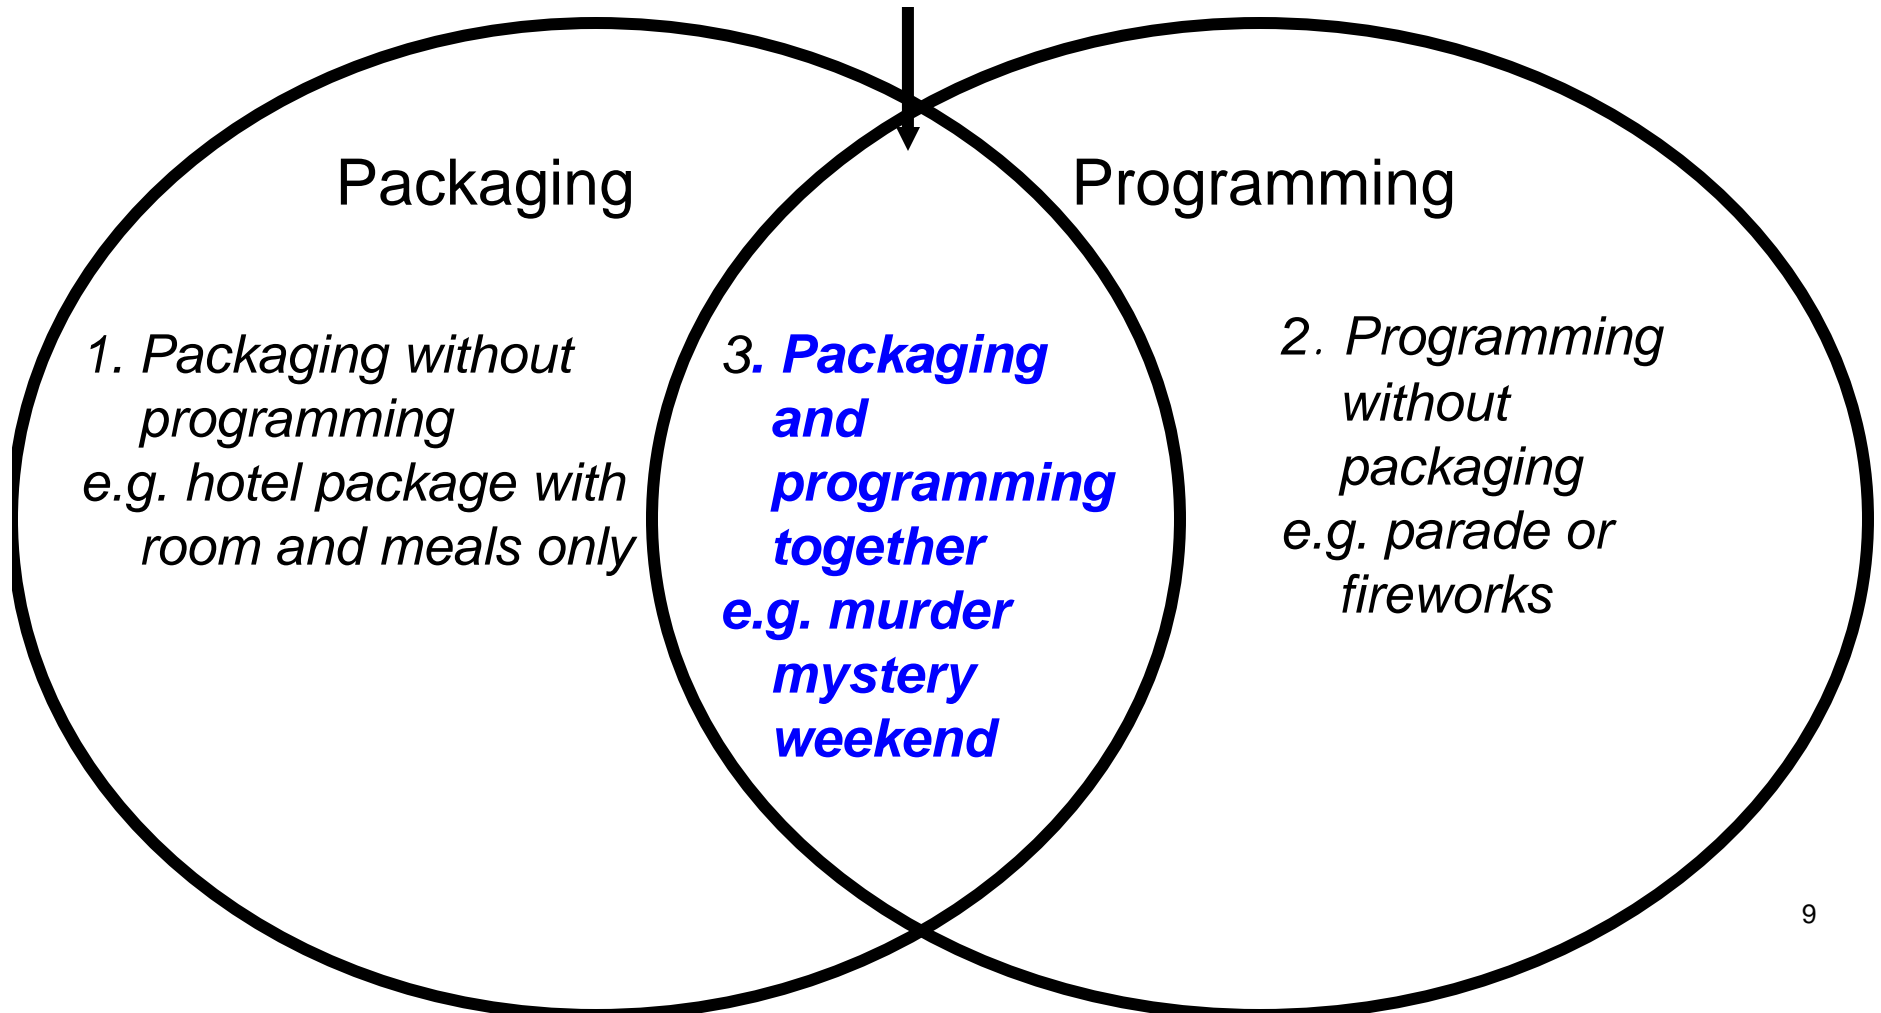 Packaging
Programming
1. Packaging without
programming
e.g. hotel package with
room and meals only
3. Packaging
and
programming
together
e.g. murder
mystery
weekend
2. Programming
without
packaging
e.g. parade or
fireworks
9